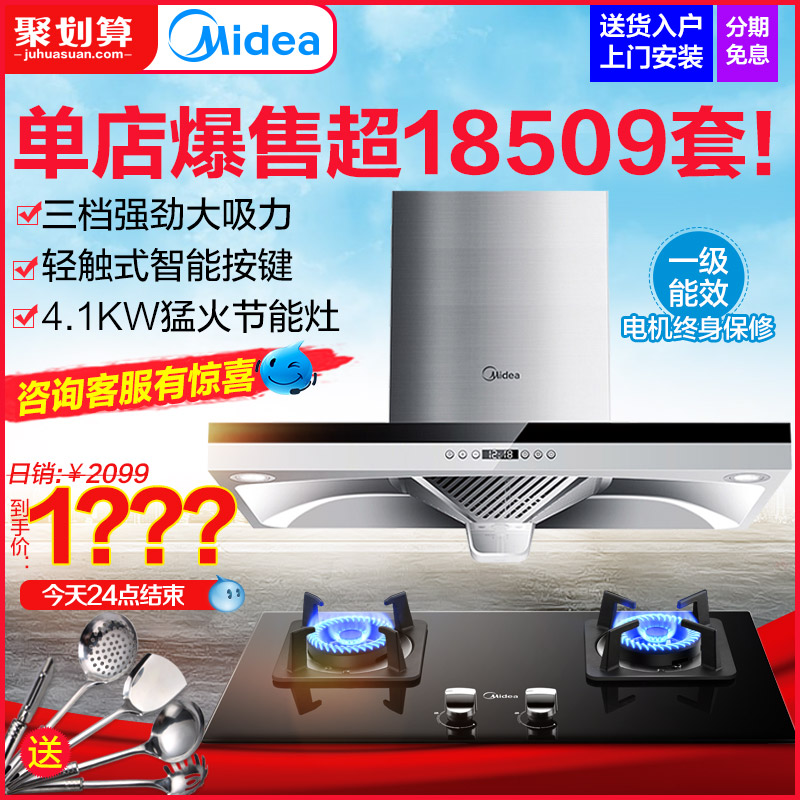 聚划算
juhuasuan.com
Midea
送货入户
上门安装
分期
免息
单店爆售超18509套!
三档强劲大吸力
轻触式智能按键
4.1KW猛火节能灶
一级
能效
电机终身保修
咨询客服有惊喜
Midea
12:18
日销:￥2099
到手价:
1???
今天24点结束
Midea
送